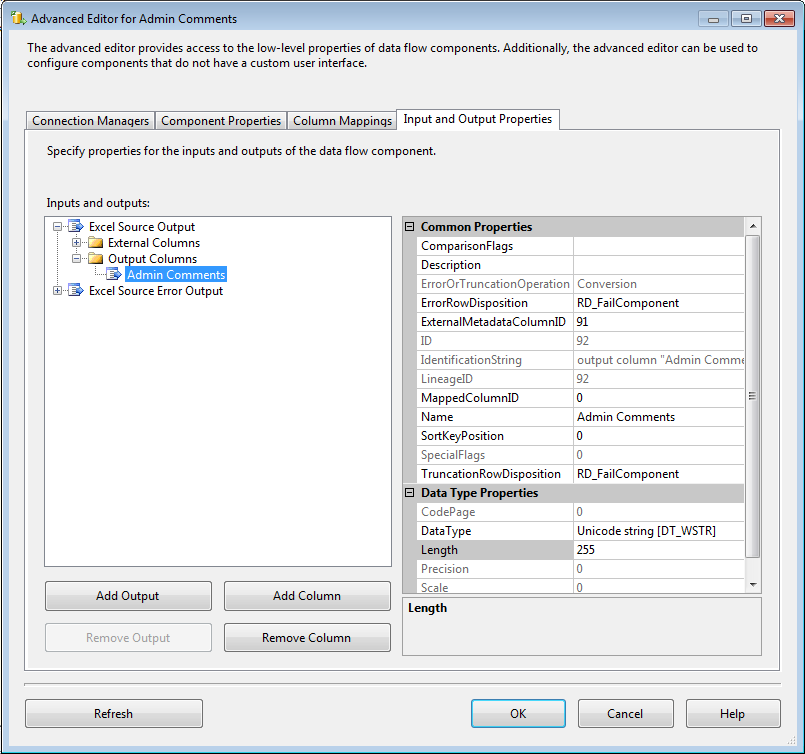 Advanced Editor for Admin Comments
The advanced editor provides access to the low-level properties of data flow components. Additionally, the advanced editor can be used to
configure components that do not have a custom user interface.
Connection Managers Component Properties Column Mappings Input and Output Properties
Specify properties for the inputs and outputs of the data flow component.
Inputs and outputs:
Excel Source Output
External Columns
Output Columns
Admin Comments
Excel Source Error Output
Common Properties
ComparisonFlags
Description
ErrorOrTruncationOperation Conversion
ErrorRowDisposition RD_FailComponent
ExternalMetadataColumnID 91
ID 92
IdentificationString output column "Admin Comme
LineageID 92
MappedColumnID 0
Name Admin Comments
SortKeyPosition 0
SpecialFlags 0
TruncationRowDisposition RD_FailComponent
Data Type Properties
CodePage 0
DataType Unicode string [DT_WSTR]
Length 255
Precision 0
Scale 0
Length
Add Output Add Column
Remove Output Remove Column
Refresh OK Cancel Help